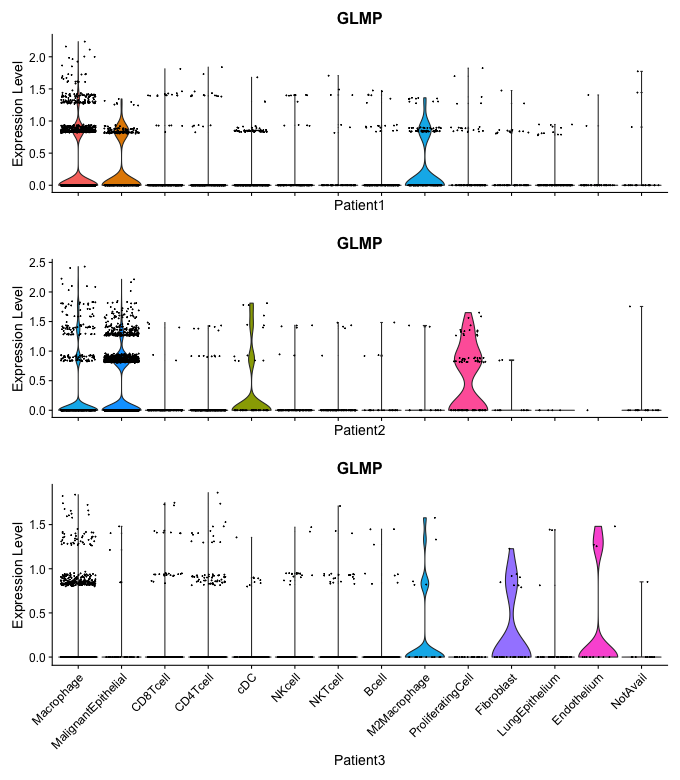 GLMP
Expression Level
2.0
1.5
1.0
0.5
0.0
Patient1
GLMP
Expression Level
2.5
2.0
1.5
1.0
0.5
0.0
Patient2
GLMP
Expression Level
1.5
1.0
0.5
0.0
Macrophage
MalignantEpithelial
CD8Tcell
CD4Tcell
cDC
NKcell
NKTcell
Bcell
M2Macrophage
ProliferatingCell
Fibroblast
LungEpithelium
Endothelium
NotAvail
Patient3